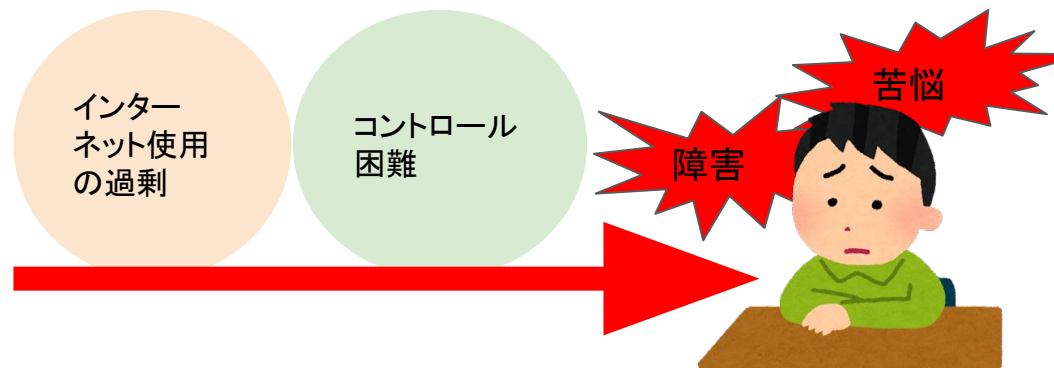 インター
ネット使用
の過剰
コントロール
困難
障害
苦悩